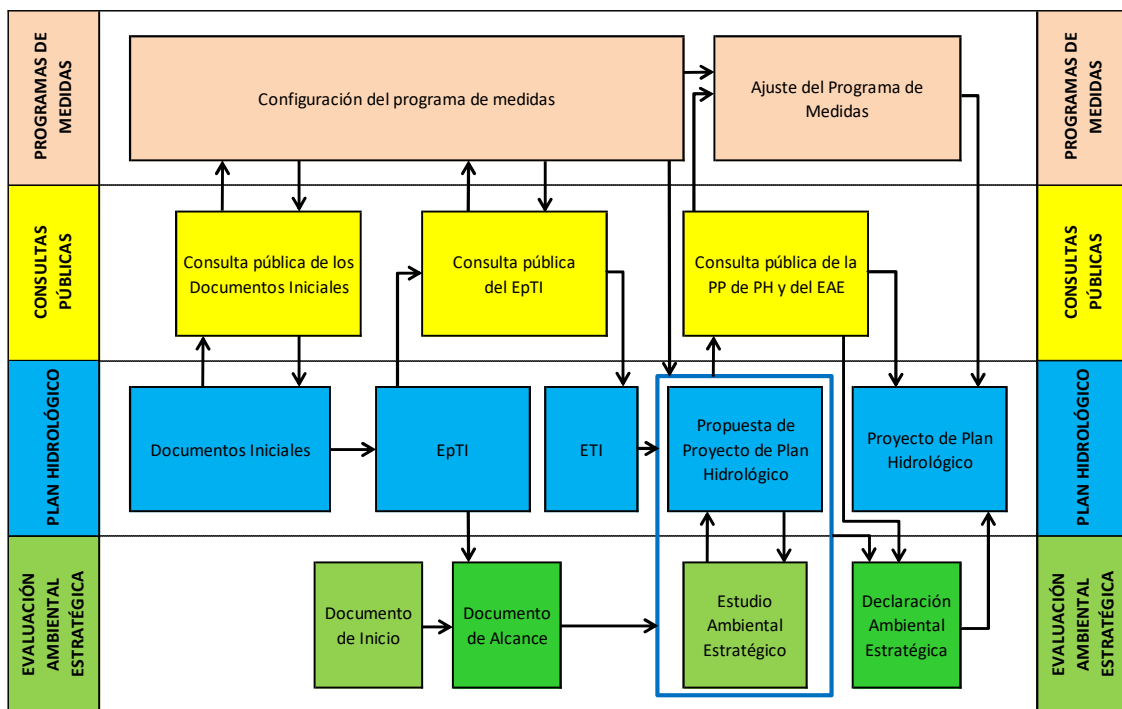 PROGRAMAS DE
MEDIDAS
Configuración del programa de medidas
Ajuste del Programa de
Medidas
PROGRAMAS DE
MEDIDAS
CONSULTAS
PÚBLICAS
Consulta pública de los
Documentos Iniciales
Consulta pública
del EpTI
Consulta pública de la
PP de PH y del EAE
CONSULTAS
PÚBLICAS
PLAN HIDROLÓGICO
Documentos Iniciales
EpTI
ETI
Propuesta de
Proyecto de Plan
Hidrológico
Proyecto de Plan
Hidrológico
PLAN HIDROLÓGICO
EVALUACIÓN
AMBIENTAL
ESTRATÉGICA
Documento
de Inicio
Documento
de Alcance
Estudio
Ambiental
Estratégico
Declaración
Ambiental
Estratégica
EVALUACIÓN
AMBIENTAL
ESTRATÉGICA